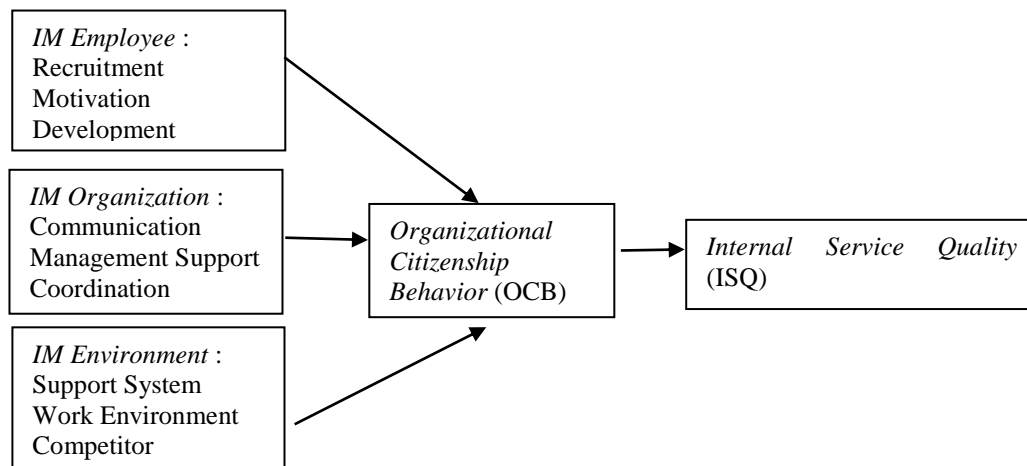 IM Employee :
Recruitment
Motivation
Development
IM Organization :
Communication
Management Support
Coordination
IM Environment :
Support System
Work Environment
Competitor
Organizational
Citizenship
Behavior (OCB)
Internal Service Quality
(ISQ)